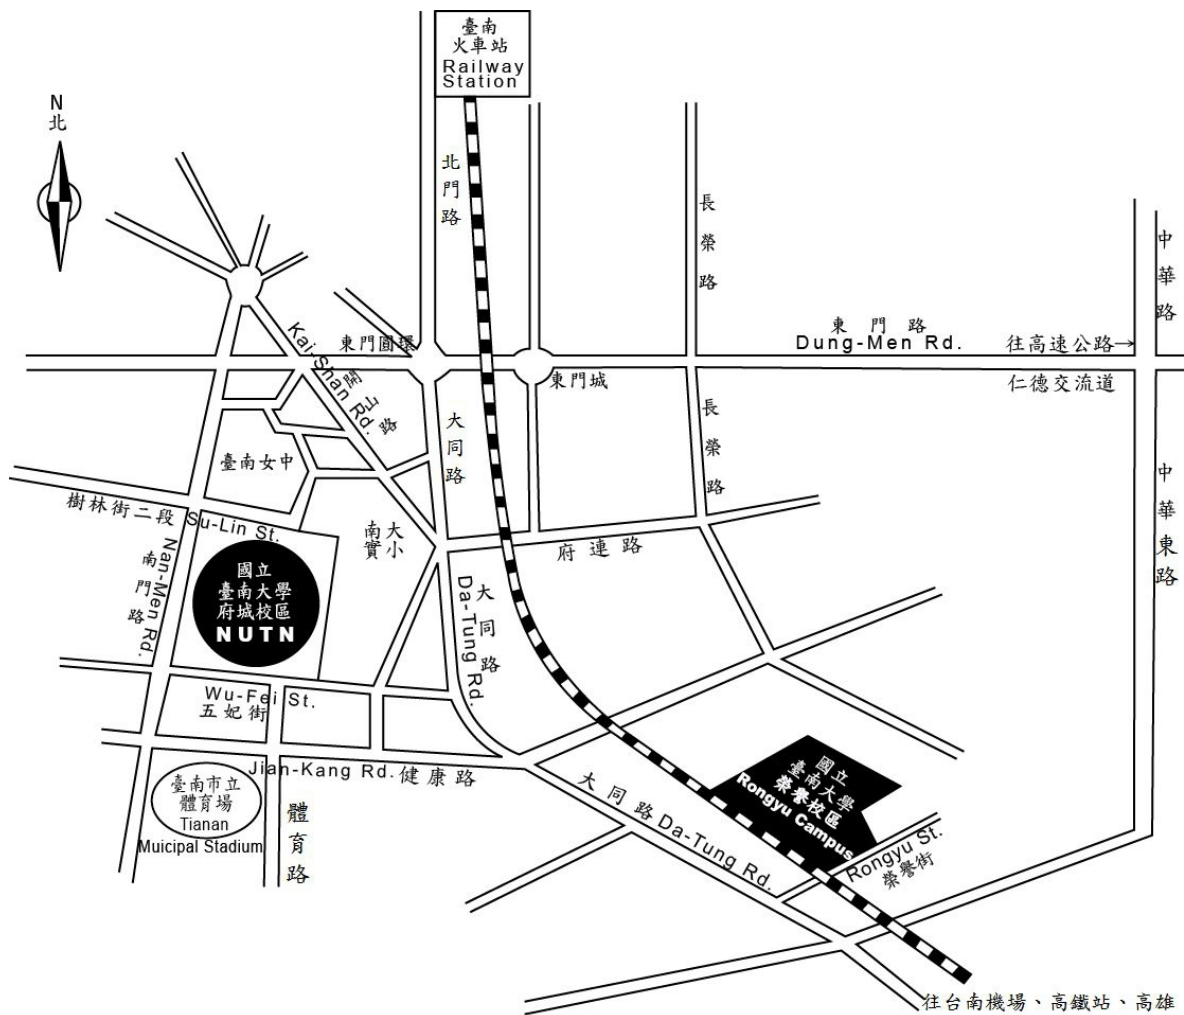 臺南
火車站
Railway
Station
N
北
北門路
長榮路
中華路
東門路
Dung-Men Rd.
往高速公路→
仁德交流道
東門圓環
東門城
Kai-Shan Rd.
開山路
大同路
長榮路
中華東路
臺南女中
樹林街二段 Su-Lin St.
南大
實小
府連路
Nan-Men Rd.
南門路
國立
臺南大學
府城校區
NUTN
Da-Tung Rd.
大同路
Wu-Fei St.
五妃街
Jian-Kang Rd. 健康路
臺南市立
體育場
Tianan
Muicipal Stadium
體育路
大同路 Da-Tung Rd.
國立
臺南大學
榮譽校區
Rongyu Campus
Rongyu St.
榮譽街
往台南機場、高鐵站、高雄